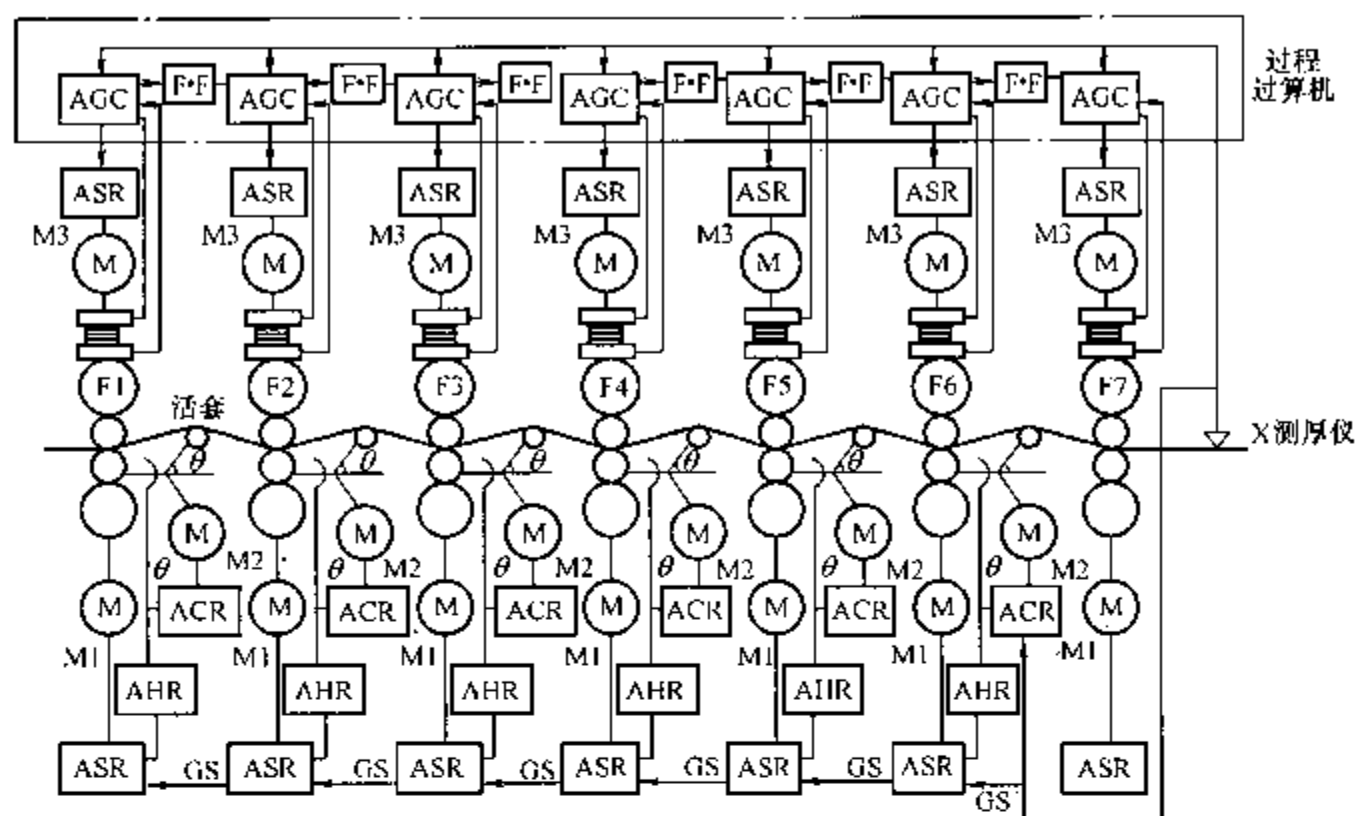 过程
过算机
F•F F•F F•F F•F F•F F•F
AGC AGC AGC AGC AGC AGC AGC
ASR ASR ASR ASR ASR ASR ASR
M3 M3 M3 M3 M3 M3 M3
M M M M M M M
F1 F2 F3 F4 F5 F6 F7
活套
X测厚仪
θ θ θ θ θ
M M M M M M
θ M2 θ M2 θ M2 θ M2 θ M2 θ M2
M ACR M ACR M ACR M ACR M ACR M ACR M
M1 M1 M1 M1 M1 M1 M1
AHR AHR AHR AHR AHR AHR
ASR GS ASR GS ASR GS ASR GS ASR GS ASR GS ASR